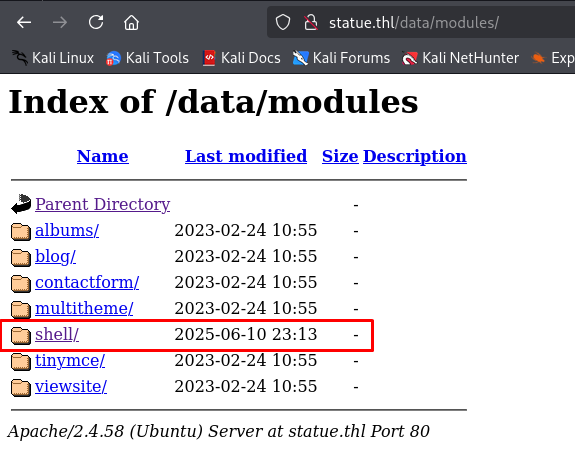 statue.thl/data/modules/
Kali Linux Kali Tools Kali Docs Kali Forums Kali NetHunter Exp
Index of /data/modules
Name Last modified Size Description
Parent Directory -
albums/ 2023-02-24 10:55 -
blog/ 2023-02-24 10:55 -
contactform/ 2023-02-24 10:55 -
multitheme/ 2023-02-24 10:55 -
shell/ 2025-06-10 23:13 -
tinymce/ 2023-02-24 10:55 -
viewsite/ 2023-02-24 10:55 -
Apache/2.4.58 (Ubuntu) Server at statue.thl Port 80